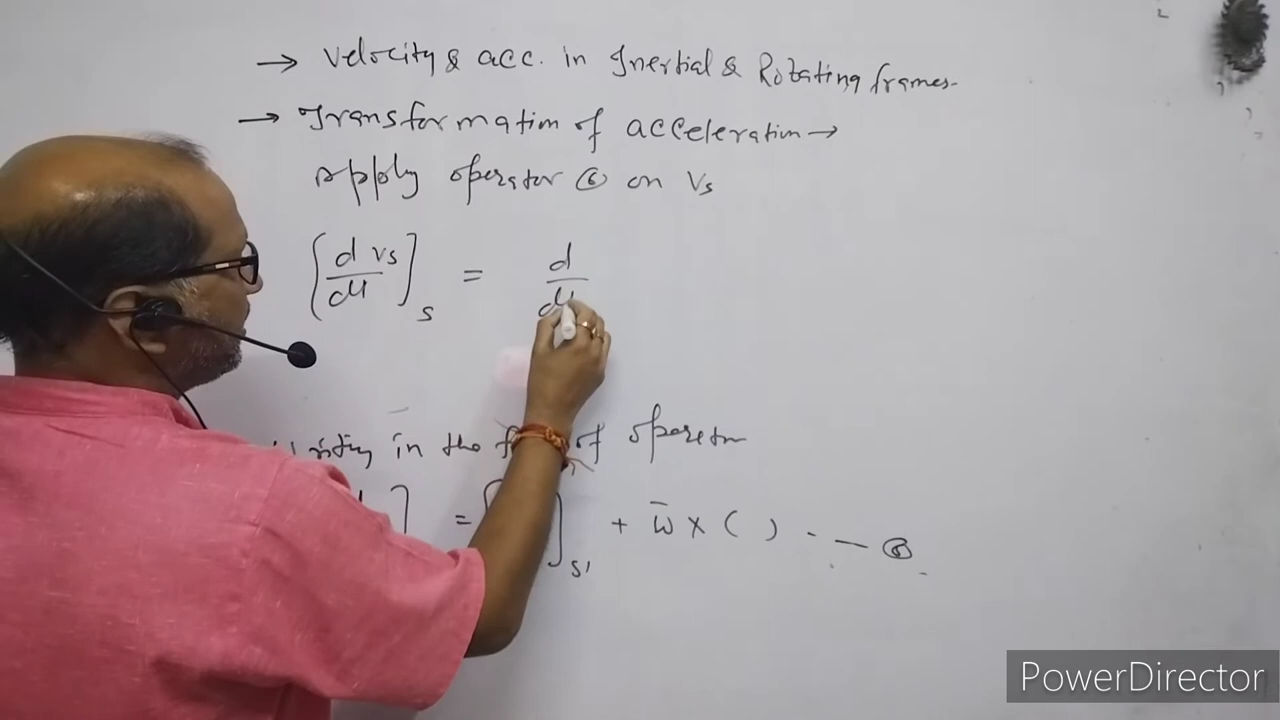 → Velocity & acc. in Inertial & Rotating frames-
→ Transformation of acceleration →
Apply operator ⑥ on Vs
[d vs / dt]s = d / dt
in the of operator
] = [ ]s' + ω̄ × ( ) - — ⑥
PowerDirector